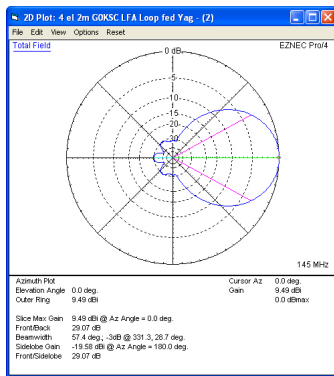 2D Plot: 4 el 2m G0KSC LFA Loop fed Yag - (2)
File Edit View Options Reset
Total Field
EZNEC Pro/4
0 dB
-5
-10
-15
-20
-30
145 MHz
Azimuth Plot
Elevation Angle 0.0 deg.
Outer Ring 9.49 dBi
Cursor Az 0.0 deg.
Gain 9.49 dBi
0.0 dBmax
Slice Max Gain 9.49 dBi @ Az Angle = 0.0 deg.
Front/Back 29.07 dB
Beamwidth 57.4 deg.; -3dB @ 331.3, 28.7 deg.
Sidelobe Gain -19.58 dBi @ Az Angle = 180.0 deg.
Front/Sidelobe 29.07 dB